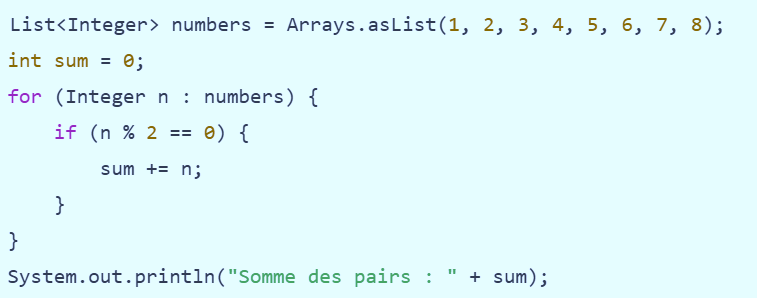 List<Integer> numbers = Arrays.asList(1, 2, 3, 4, 5, 6, 7, 8);
int sum = 0;
for (Integer n : numbers) {
    if (n % 2 == 0) {
        sum += n;
    }
}
System.out.println("Somme des pairs : " + sum);